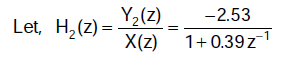 Let, H₂(z) = Y₂(z)/X(z) = −2.53/(1+0.39z⁻¹)